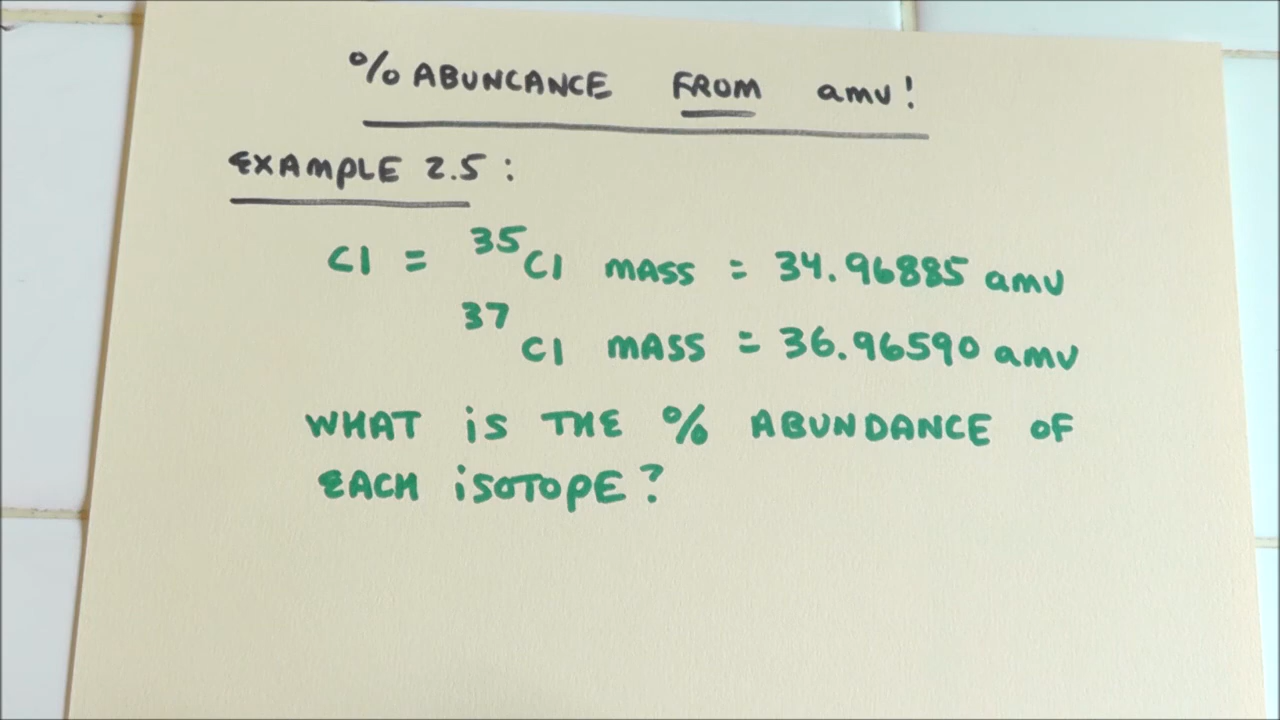 % ABUNCANCE FROM amu!
EXAMPLE 2.5:
Cl = 35Cl MASS = 34.96885 amu
37Cl MASS = 36.96590 amu
WHAT iS THE % ABUNDANCE OF
EACH iSOTOPE?